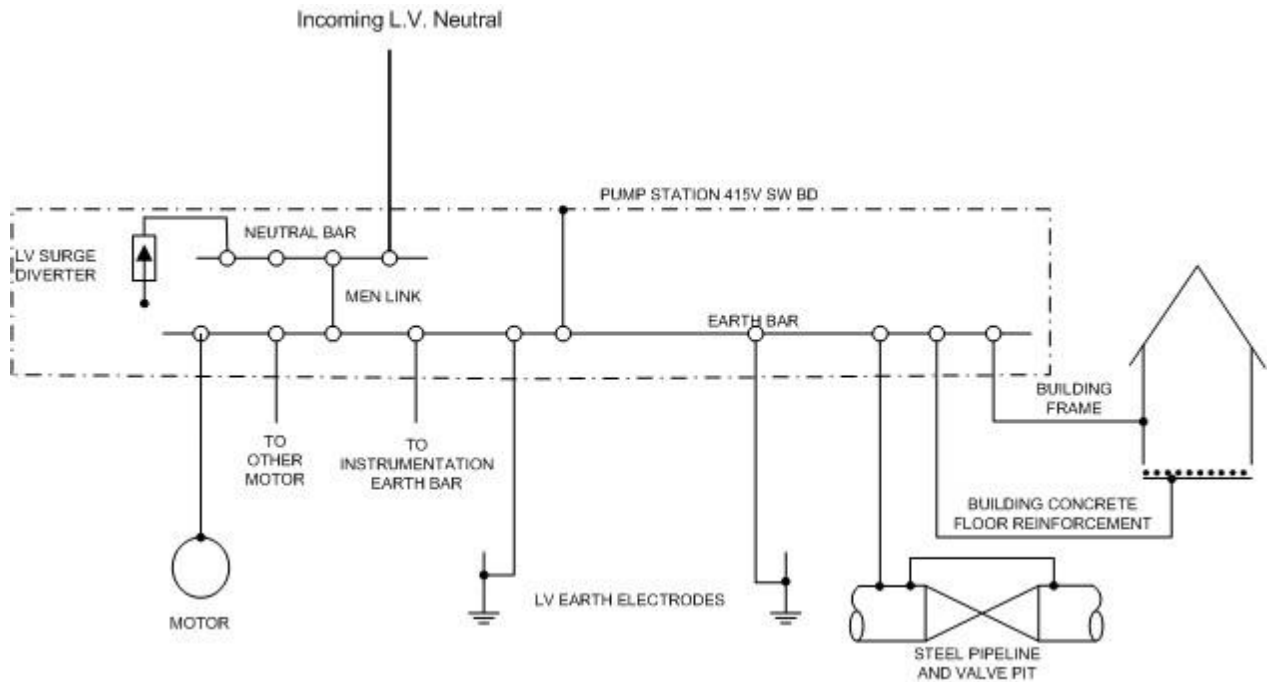 Incoming L.V. Neutral
PUMP STATION 415V SW BD
NEUTRAL BAR
LV SURGE
DIVERTER
MEN LINK
EARTH BAR
BUILDING
FRAME
TO
OTHER
MOTOR
TO
INSTRUMENTATION
EARTH BAR
BUILDING CONCRETE
FLOOR REINFORCEMENT
LV EARTH ELECTRODES
MOTOR
STEEL PIPELINE
AND VALVE PIT